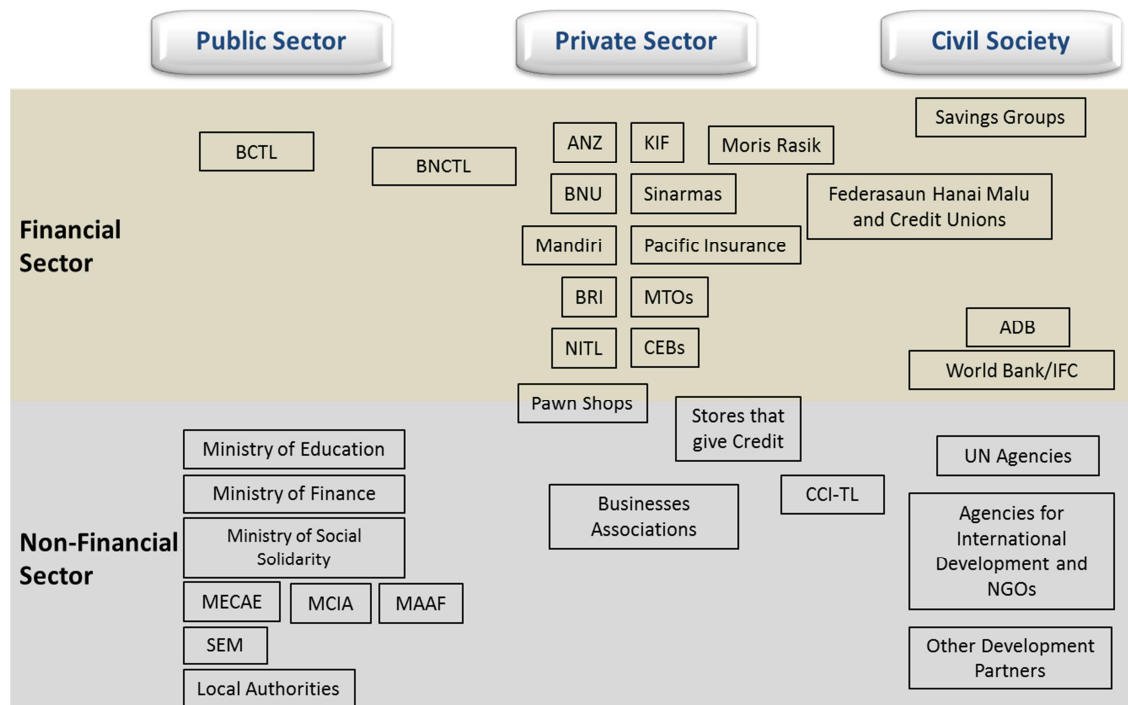 Public Sector
Private Sector
Civil Society
Financial
Sector
BCTL
BNCTL
ANZ
KIF
Moris Rasik
BNU
Sinarmas
Mandiri
Pacific Insurance
BRI
MTOs
NITL
CEBs
Savings Groups
Federasaun Hanai Malu
and Credit Unions
ADB
World Bank/IFC
Pawn Shops
Stores that
give Credit
Non-Financial
Sector
Ministry of Education
Ministry of Finance
Ministry of Social
Solidarity
MECAE
MCIA
MAAF
SEM
Local Authorities
Businesses
Associations
CCI-TL
UN Agencies
Agencies for
International
Development and
NGOs
Other Development
Partners